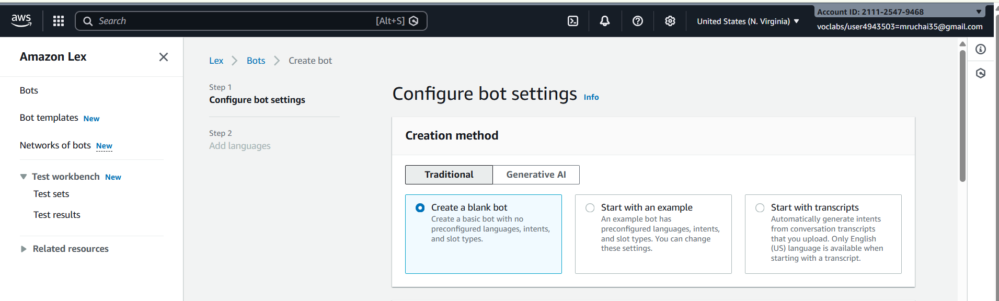 aws
Search
[Alt+S]
United States (N. Virginia)
Account ID: 2111-2547-9468
voclabs/user4943503=mruchai35@gmail.com
Amazon Lex
Bots
Bot templates New
Networks of bots New
Test workbench New
Test sets
Test results
Related resources
Lex
Bots
Create bot
Step 1
Configure bot settings
Step 2
Add languages
Configure bot settings Info
Creation method
Traditional
Generative AI
Create a blank bot
Create a basic bot with no
preconfigured languages, intents,
and slot types.
Start with an example
An example bot has
preconfigured languages, intents,
and slot types. You can change
these settings.
Start with transcripts
Automatically generate intents
from conversation transcripts
that you upload. Only English
(US) language is available when
starting with a transcript.